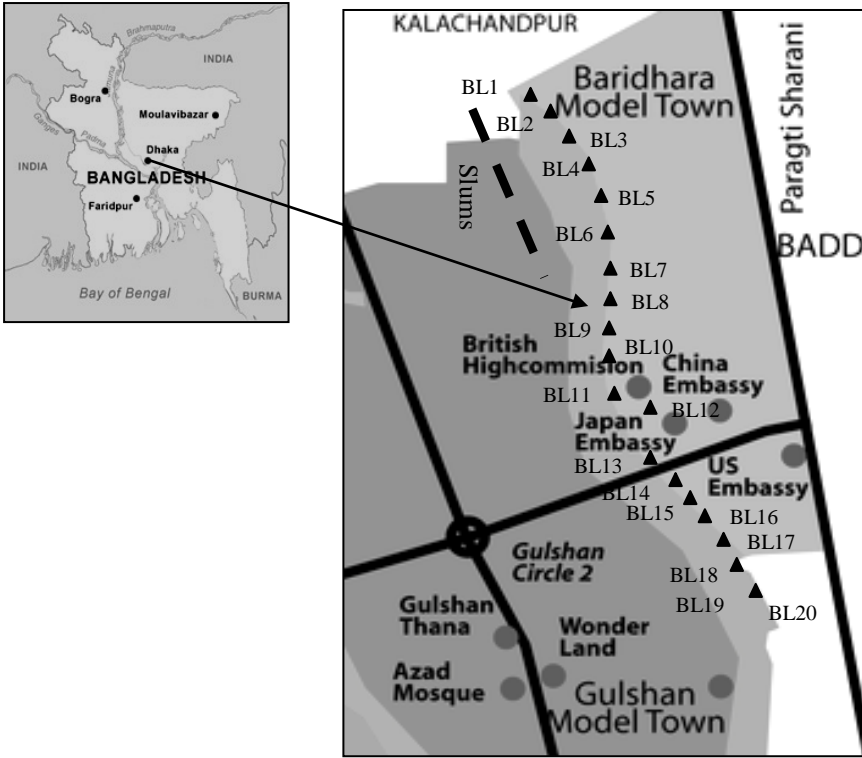 INDIA
Brahmaputra
Bogra
Moulavibazar
Ganges
Padma
Dhaka
INDIA
BANGLADESH
Faridpur
Bay of Bengal
BURMA
KALACHANDPUR
Paragti Sharani
BADD
Baridhara
Model Town
BL1
BL2
BL3
BL4
Slums
BL5
BL6
BL7
BL8
BL9
BL10
British
Highcommision
China
Embassy
BL11
BL12
Japan
Embassy
BL13
US
Embassy
BL14
BL15
BL16
BL17
Gulshan
Circle 2
BL18
BL19
BL20
Gulshan
Thana
Wonder
Land
Azad
Mosque
Gulshan
Model Town